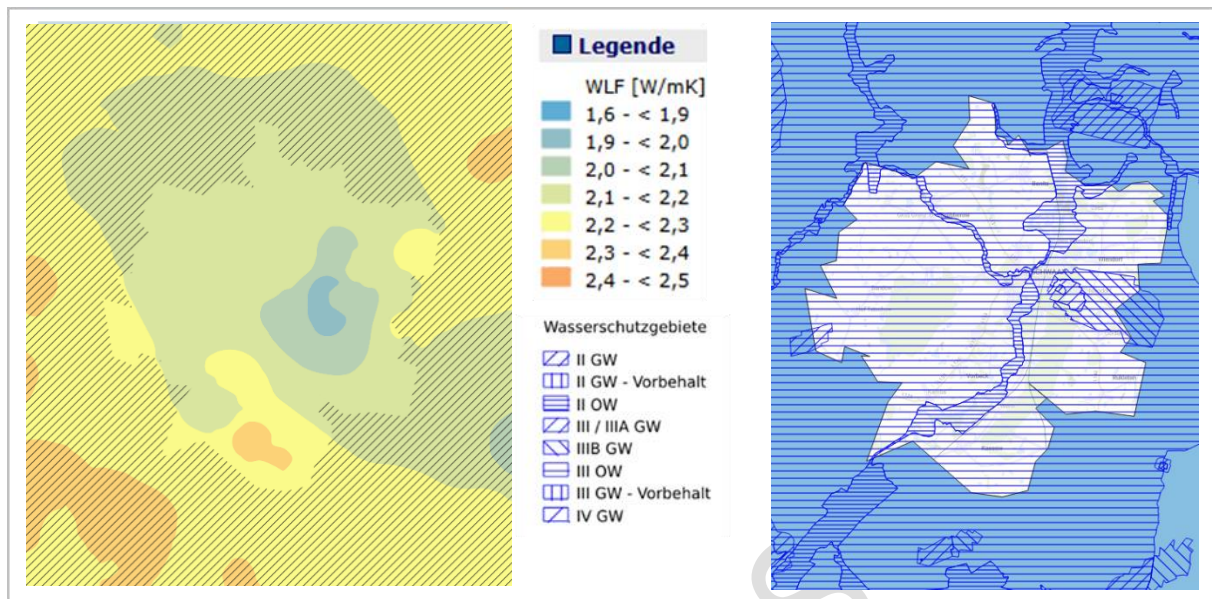 Legende
WLF [W/mK]
1,6 - < 1,9
1,9 - < 2,0
2,0 - < 2,1
2,1 - < 2,2
2,2 - < 2,3
2,3 - < 2,4
2,4 - < 2,5
Wasserschutzgebiete
II GW
II GW - Vorbehalt
II OW
III / IIIA GW
IIIB GW
III OW
III GW - Vorbehalt
IV GW